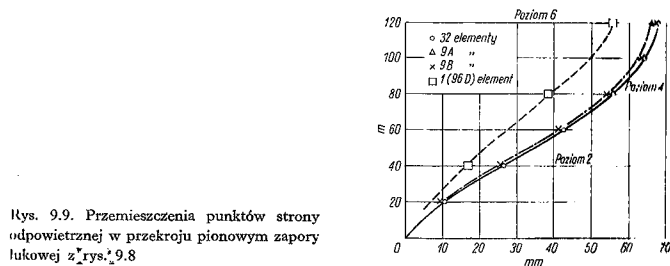 Poziom 6
120
100
80
60
40
20
0
m
32 elementy
9A "
9B "
1 (96 D) element
Poziom 4
Poziom 2
10 20 30 40 50 60 70
mm
Rys. 9.9. Przemieszczenia punktów strony
odpowietrznej w przekroju pionowym zapory
łukowej z rys. 9.8